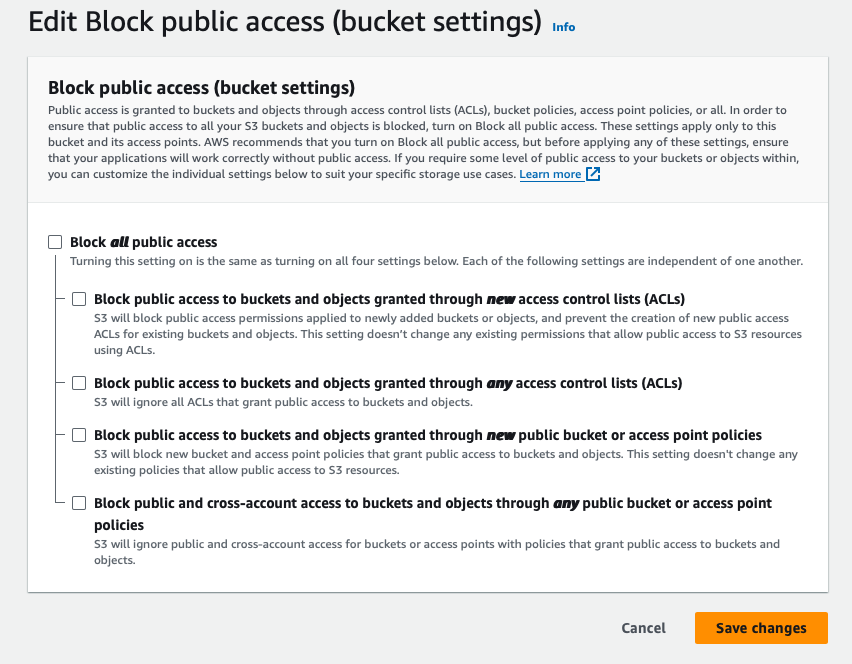 Edit Block public access (bucket settings) Info
Block public access (bucket settings)
Public access is granted to buckets and objects through access control lists (ACLs), bucket policies, access point policies, or all. In order to
ensure that public access to all your S3 buckets and objects is blocked, turn on Block all public access. These settings apply only to this
bucket and its access points. AWS recommends that you turn on Block all public access, but before applying any of these settings, ensure
that your applications will work correctly without public access. If you require some level of public access to your buckets or objects within,
you can customize the individual settings below to suit your specific storage use cases. Learn more
Block all public access
Turning this setting on is the same as turning on all four settings below. Each of the following settings are independent of one another.
Block public access to buckets and objects granted through new access control lists (ACLs)
S3 will block public access permissions applied to newly added buckets or objects, and prevent the creation of new public access
ACLs for existing buckets and objects. This setting doesn't change any existing permissions that allow public access to S3 resources
using ACLs.
Block public access to buckets and objects granted through any access control lists (ACLs)
S3 will ignore all ACLs that grant public access to buckets and objects.
Block public access to buckets and objects granted through new public bucket or access point policies
S3 will block new bucket and access point policies that grant public access to buckets and objects. This setting doesn't change any
existing policies that allow public access to S3 resources.
Block public and cross-account access to buckets and objects through any public bucket or access point
policies
S3 will ignore public and cross-account access for buckets or access points with policies that grant public access to buckets and
objects.
Cancel Save changes